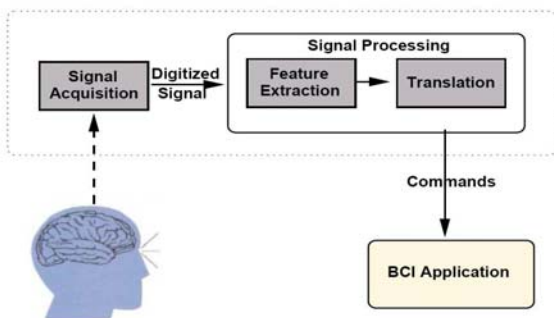 Signal Processing
Signal
Acquisition
Digitized
Signal
Feature
Extraction
Translation
Commands
BCI Application